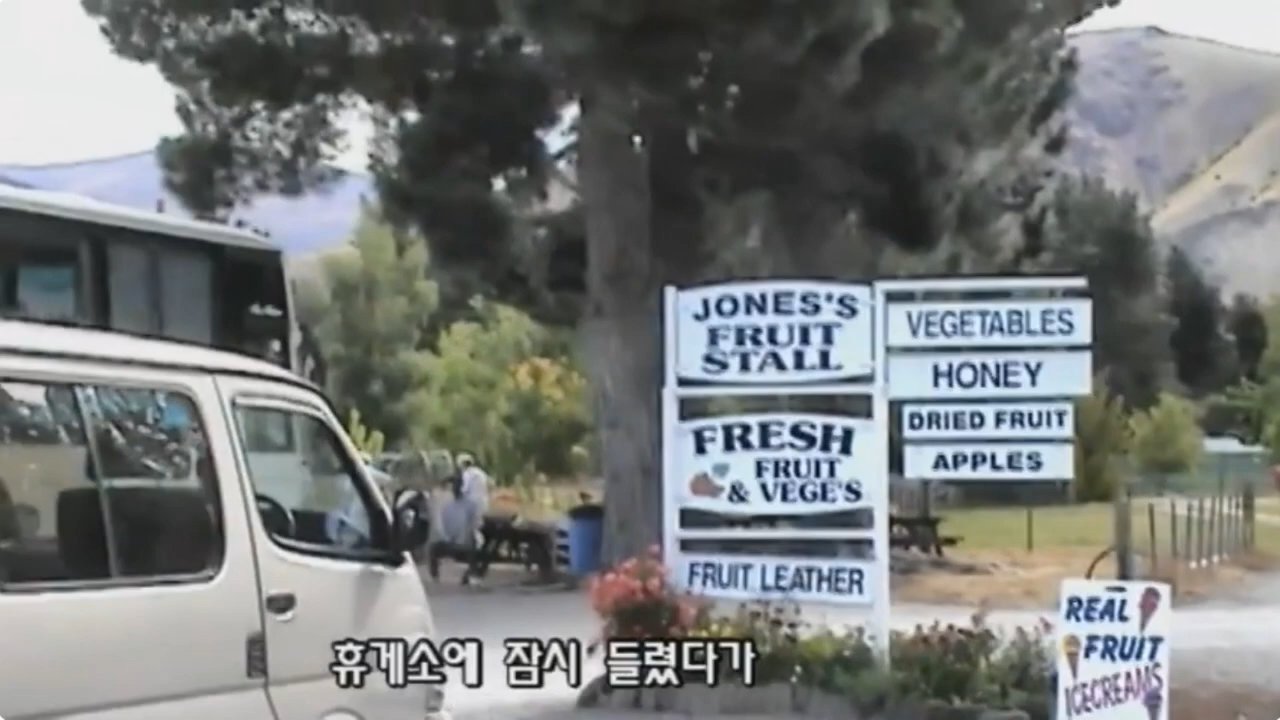 JONES'S
FRUIT
STALL
FRESH
FRUIT
& VEGE'S
FRUIT LEATHER
VEGETABLES
HONEY
DRIED FRUIT
APPLES
REAL
FRUIT
ICECREAMS
휴게소에 잠시 들렸다가